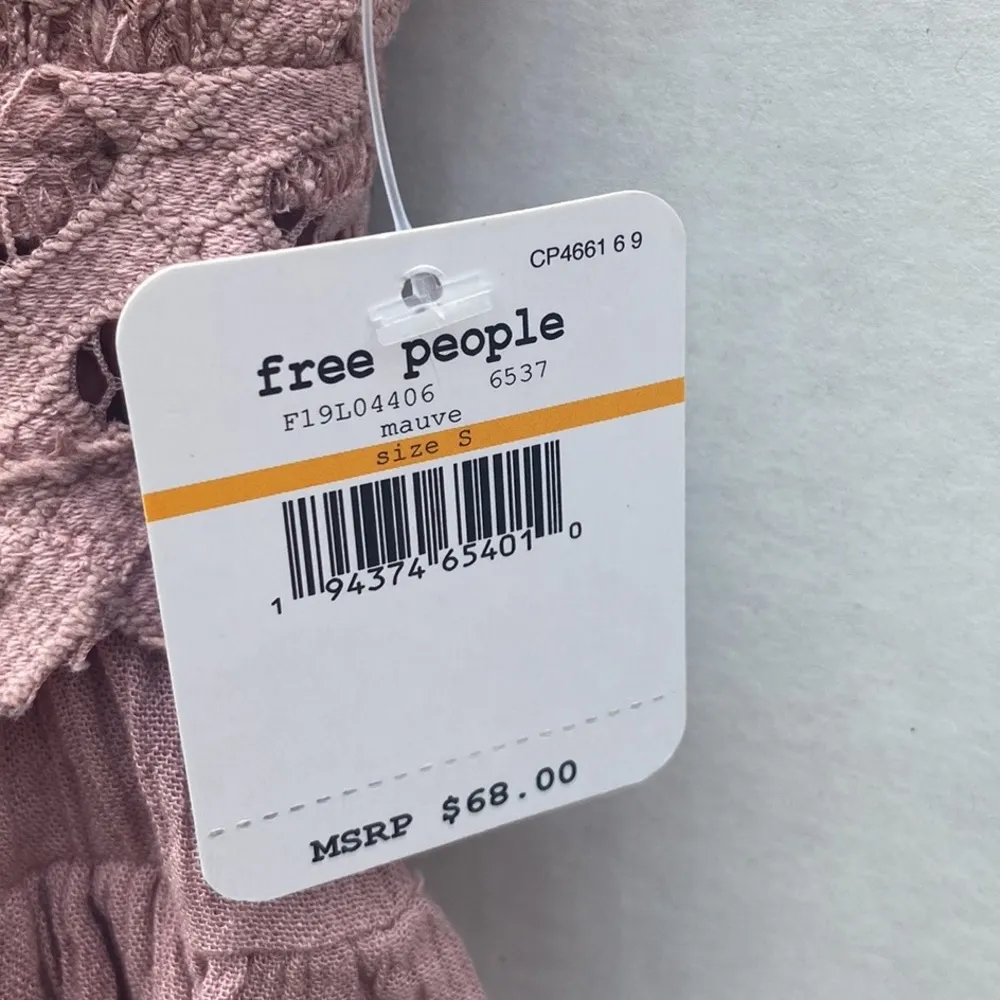 CP4661 6 9
free people
F19L04406 6537
mauve
size S
1 94374 65401 0
MSRP $68.00